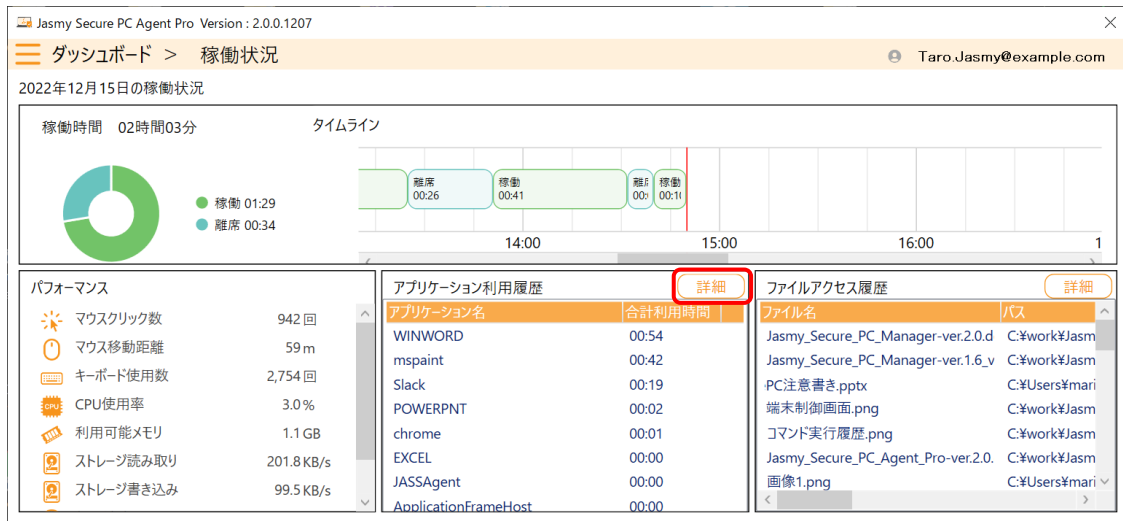 Jasmy Secure PC Agent Pro Version : 2.0.0.1207
ダッシュボード > 稼働状況
Taro.Jasmy@example.com
2022年12月15日の稼働状況
稼働時間 02時間03分
タイムライン
稼働 01:29
離席 00:34
離席
00:26
稼働
00:41
稼働
00:10
14:00
15:00
16:00
1
パフォーマンス
マウスクリック数 942 回
マウス移動距離 59 m
キーボード使用数 2,754 回
CPU使用率 3.0 %
利用可能メモリ 1.1 GB
ストレージ読み取り 201.8 KB/s
ストレージ書き込み 99.5 KB/s
アプリケーション利用履歴 詳細
アプリケーション名 合計利用時間
WINWORD 00:54
mspaint 00:42
Slack 00:19
POWERPNT 00:02
chrome 00:01
EXCEL 00:00
JASSAgent 00:00
ApplicationFrameHost 00:00
ファイルアクセス履歴 詳細
ファイル名 パス
Jasmy_Secure_PC_Manager-ver.2.0.d C:¥work¥Jasm
Jasmy_Secure_PC_Manager-ver.1.6_v C:¥work¥Jasm
PC注意書き.pptx C:¥Users¥mari
端末制御画面.png C:¥work¥Jasm
コマンド実行履歴.png C:¥work¥Jasm
Jasmy_Secure_PC_Agent_Pro-ver.2.0. C:¥work¥Jasm
画像1.png C:¥Users¥mari